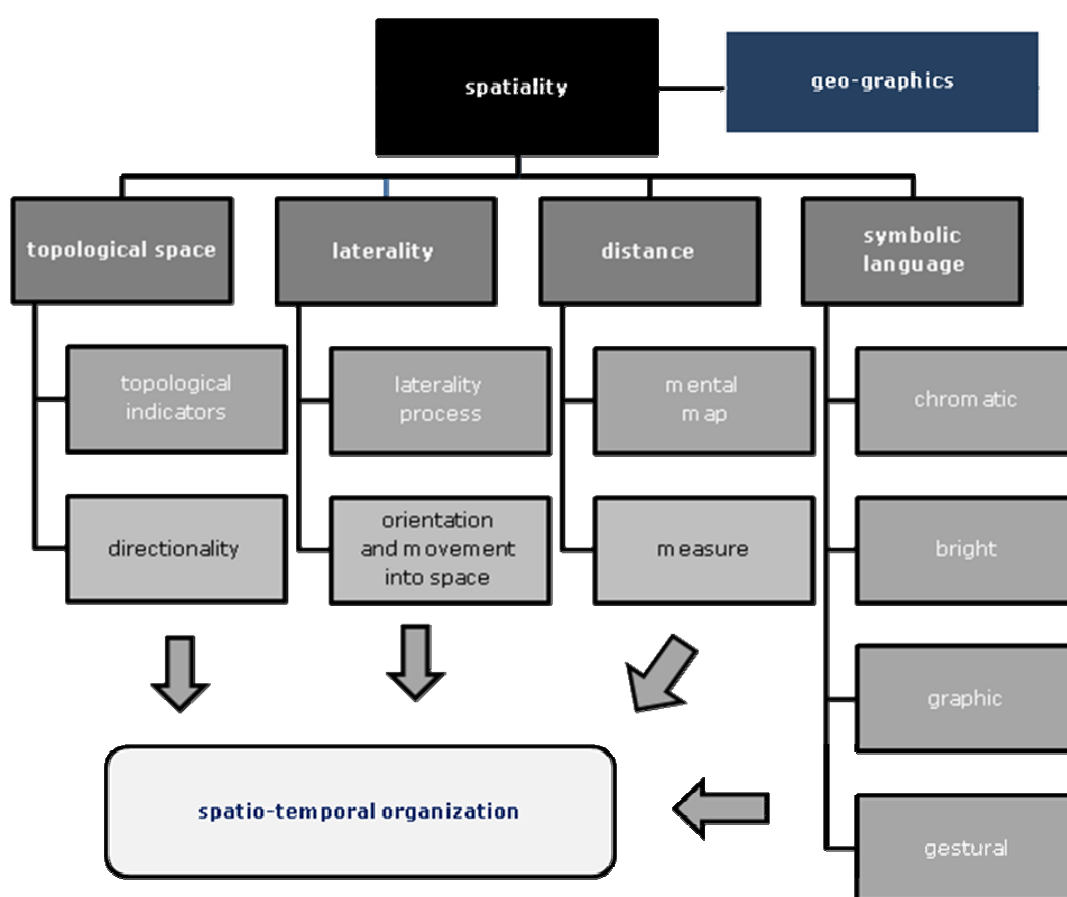 spatiality
geo-graphics
topological space
laterality
distance
symbolic
language
topological
indicators
laterality
process
mental
map
chromatic
directionality
orientation
and movement
into space
measure
bright
graphic
spatio-temporal organization
gestural